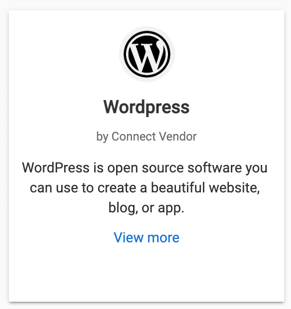 Wordpress
by Connect Vendor
WordPress is open source software you
can use to create a beautiful website,
blog, or app.
View more